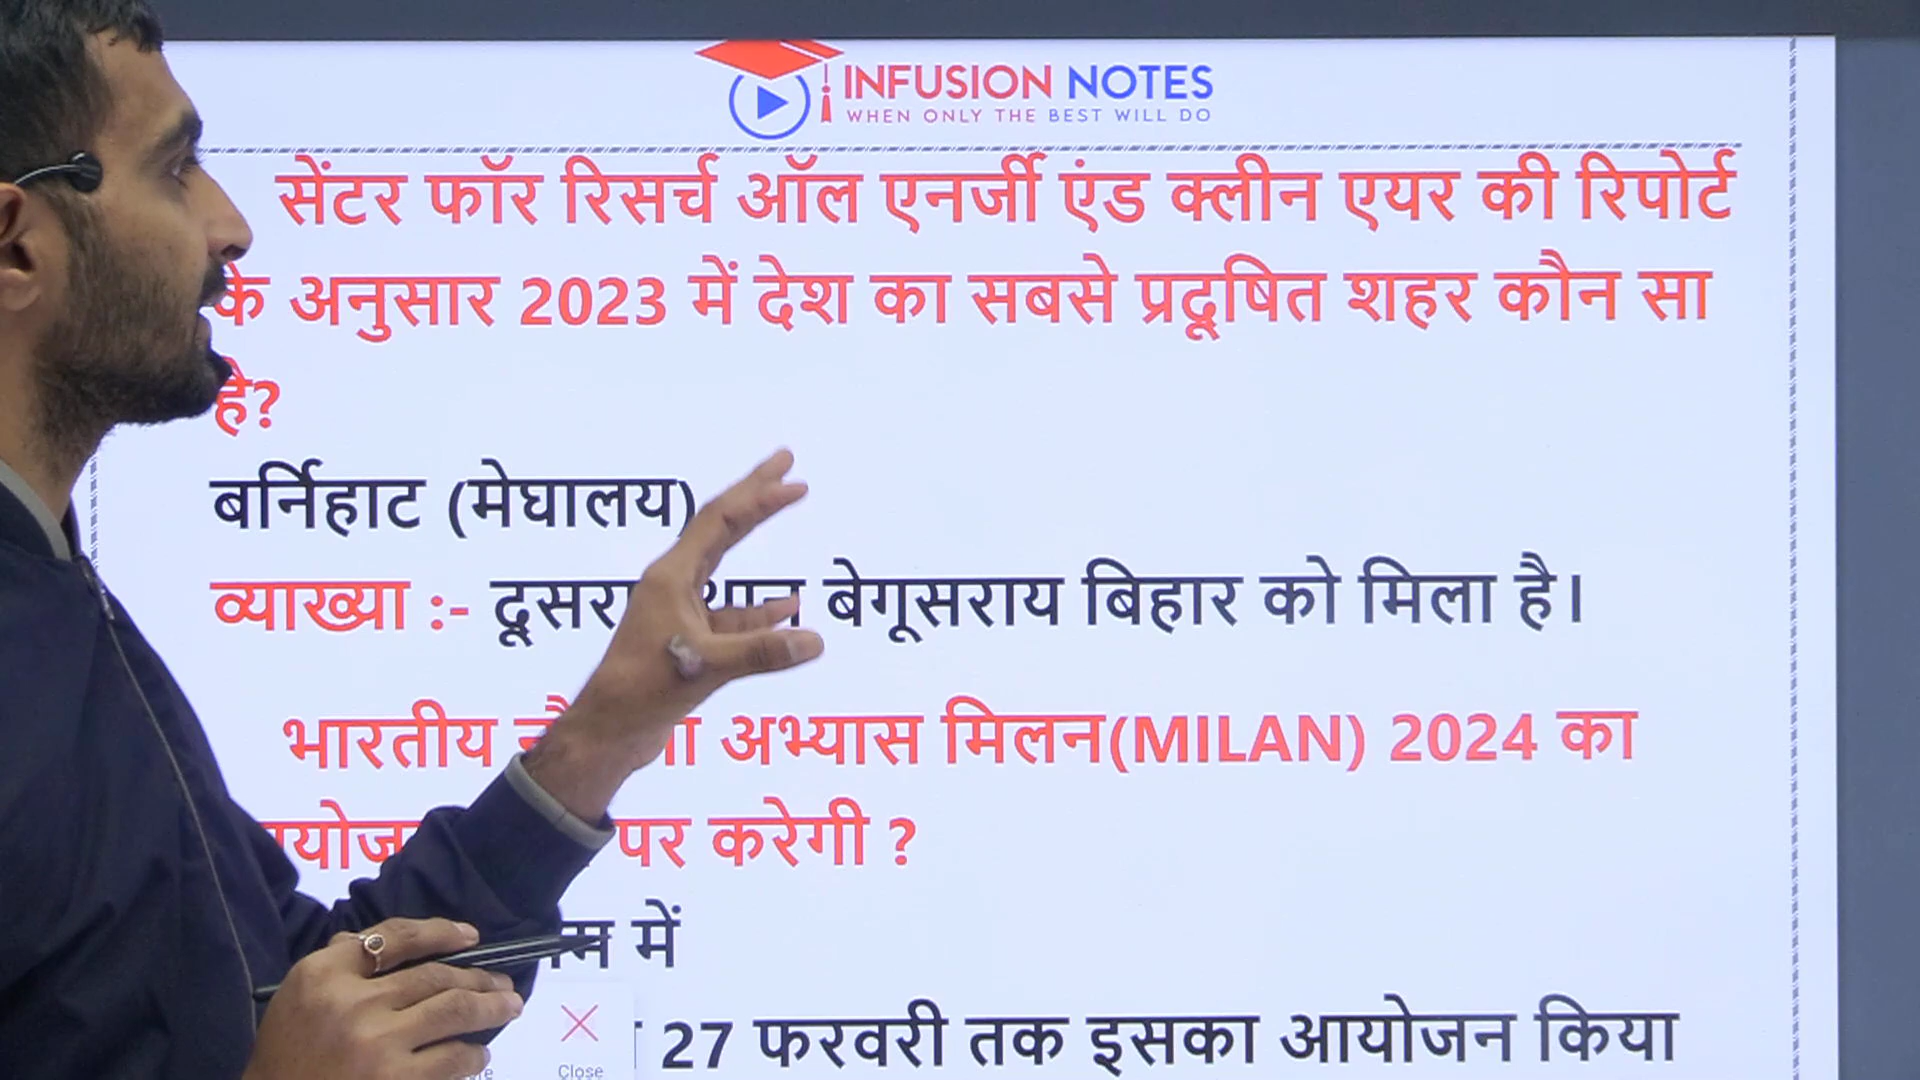 INFUSION NOTES
WHEN ONLY THE BEST WILL DO
सेंटर फॉर रिसर्च ऑल एनर्जी एंड क्लीन एयर की रिपोर्ट
के अनुसार 2023 में देश का सबसे प्रदूषित शहर कौन सा
है?
बर्निहाट (मेघालय)
व्याख्या :- दूसरा बेगूसराय बिहार को मिला है।
भारतीय अभ्यास मिलन(MILAN) 2024 का
पर करेगी ?
में
27 फरवरी तक इसका आयोजन किया
Close